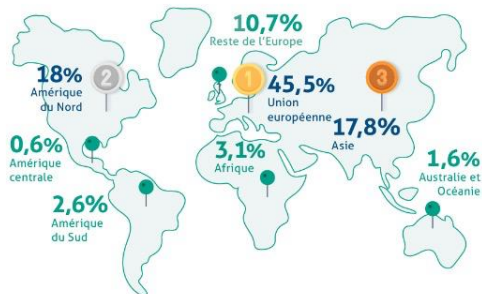 10,7%
Reste de l'Europe
18%
Amérique
du Nord
2
1
45,5%
Union
européenne
3
17,8%
Asie
0,6%
Amérique
centrale
3,1%
Afrique
1,6%
Australie et
Océanie
2,6%
Amérique
du Sud